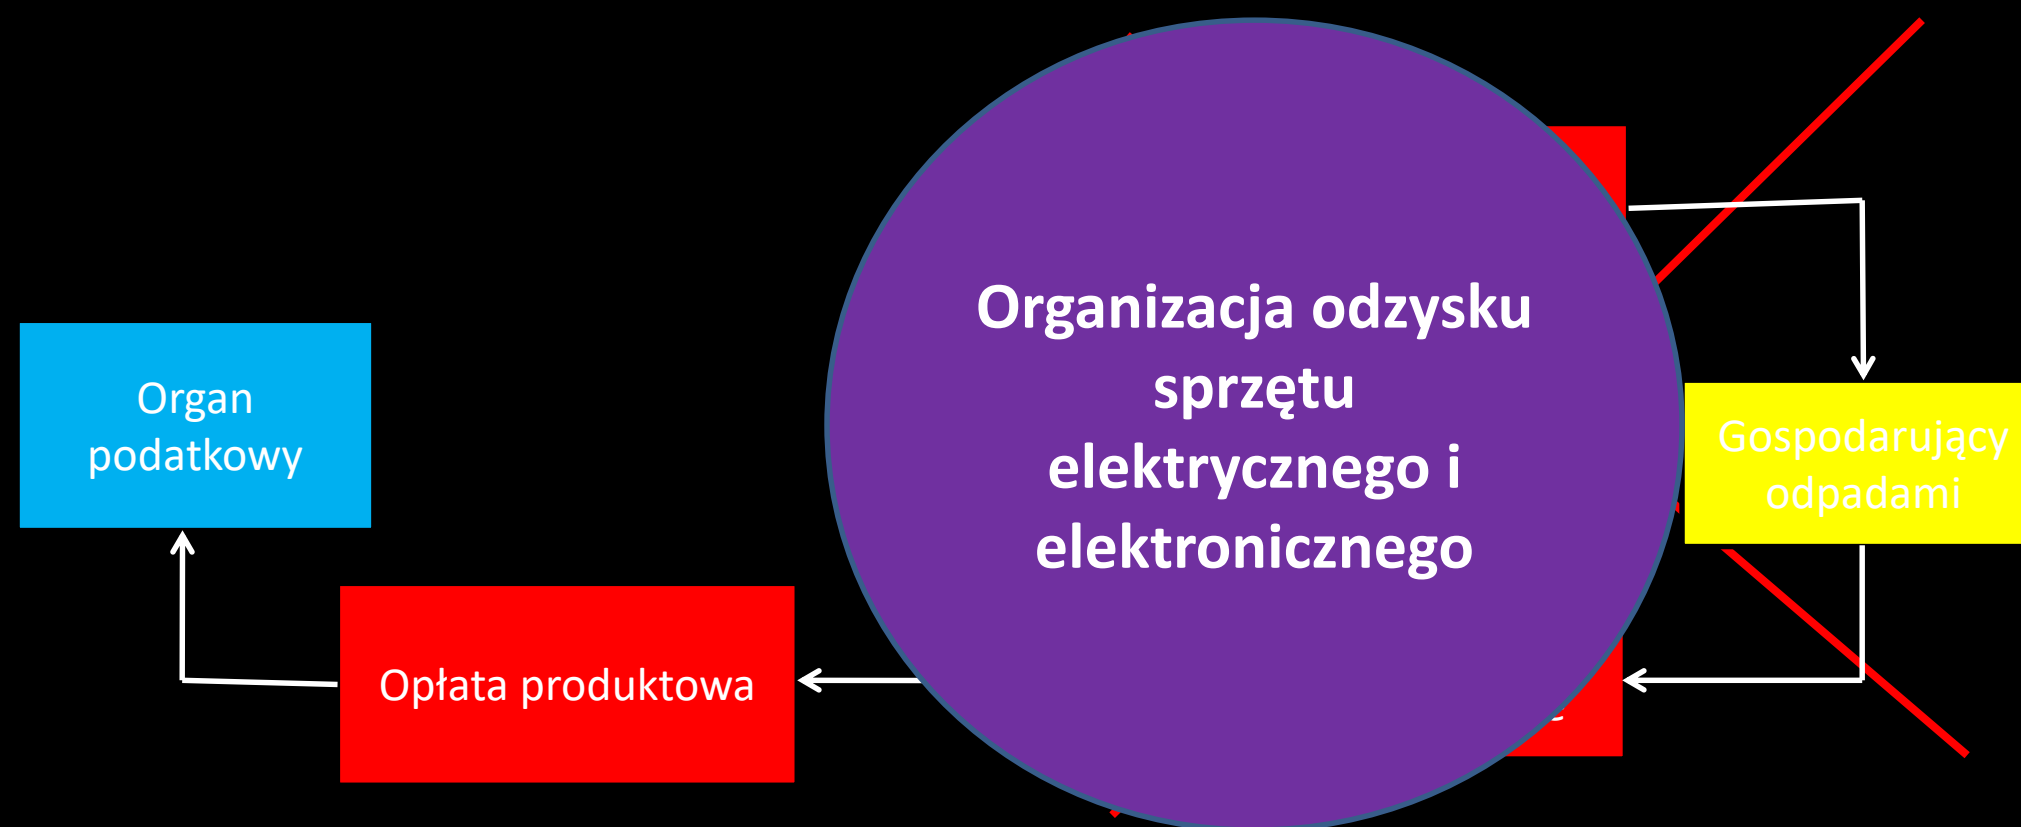 Organizacja odzysku
sprzętu
elektrycznego i
elektronicznego
Organ
podatkowy
Gospodarujący
odpadami
Opłata produktowa